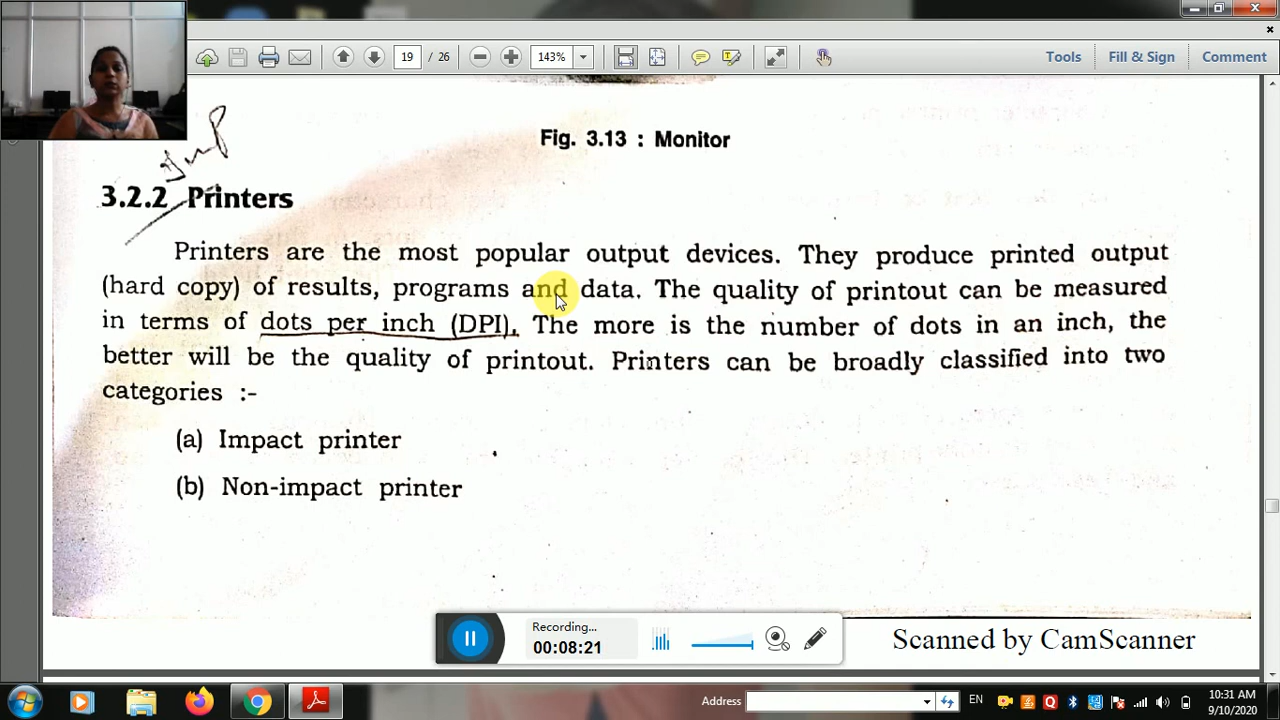 19 / 26
143%
Tools
Fill & Sign
Comment
Imp
Fig. 3.13 : Monitor
3.2.2 Printers
Printers are the most popular output devices. They produce printed output
(hard copy) of results, programs and data. The quality of printout can be measured
in terms of dots per inch (DPI). The more is the number of dots in an inch, the
better will be the quality of printout. Printers can be broadly classified into two
categories :-
(a) Impact printer
(b) Non-impact printer
Recording...
00:08:21
Scanned by CamScanner
Address
EN
10:31 AM
9/10/2020